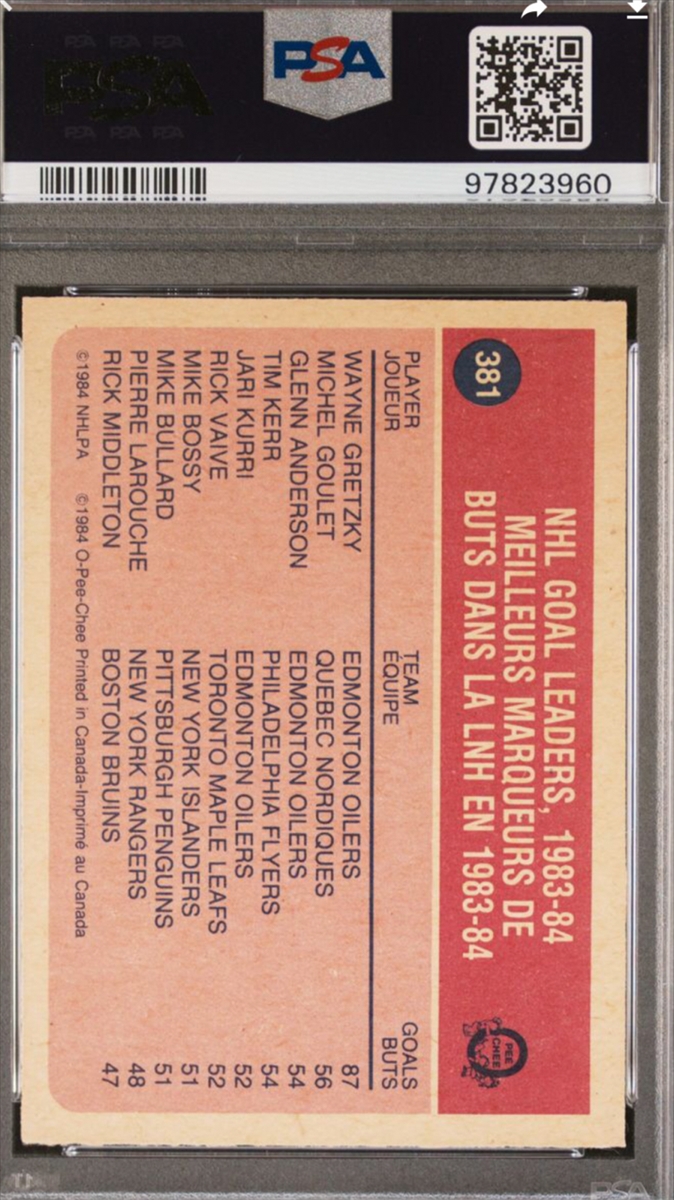 PSA
PSA
97823960
381
NHL GOAL LEADERS, 1983-84
MEILLEURS MARQUEURS DE
BUTS DANS LA LNH EN 1983-84
O PEE CHEE
PLAYER TEAM GOALS
JOUEUR ÉQUIPE BUTS
WAYNE GRETZKY EDMONTON OILERS 87
MICHEL GOULET QUEBEC NORDIQUES 56
GLENN ANDERSON EDMONTON OILERS 54
TIM KERR PHILADELPHIA FLYERS 54
JARI KURRI EDMONTON OILERS 52
RICK VAIVE TORONTO MAPLE LEAFS 52
MIKE BOSSY NEW YORK ISLANDERS 51
MIKE BULLARD PITTSBURGH PENGUINS 51
PIERRE LAROUCHE NEW YORK RANGERS 48
RICK MIDDLETON BOSTON BRUINS 47
©1984 NHLPA ©1984 O-Pee-Chee Printed in Canada-Imprimé au Canada
PSA